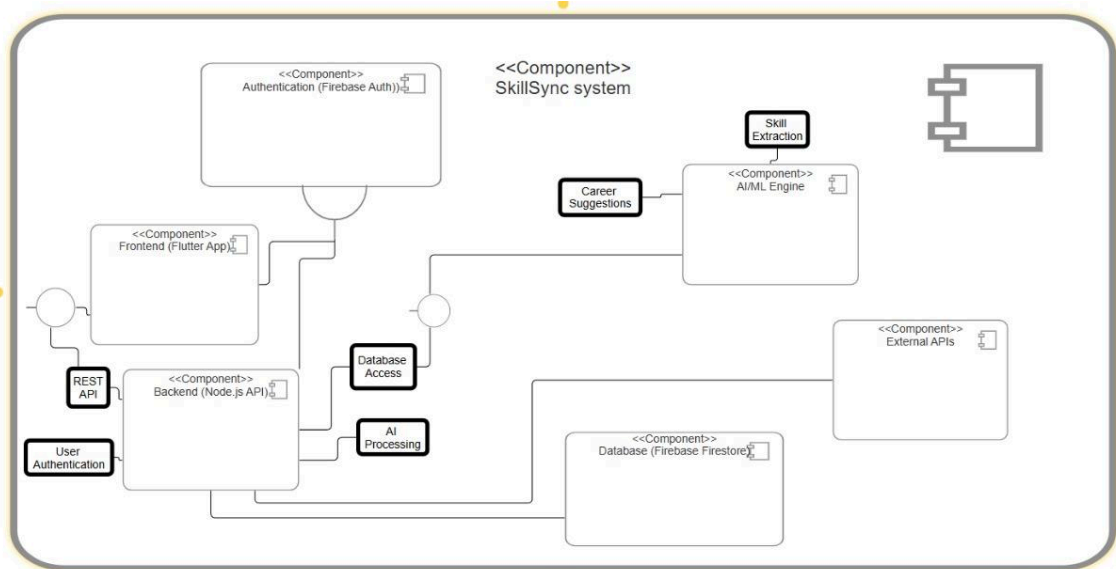 <<Component>>
SkillSync system
<<Component>>
Authentication (Firebase Auth))
Skill
Extraction
<<Component>>
AI/ML Engine
Career
Suggestions
<<Component>>
Frontend (Flutter App)
<<Component>>
External APIs
Database
Access
REST
API
<<Component>>
Backend (Node.js API)
AI
Processing
User
Authentication
<<Component>>
Database (Firebase Firestore)